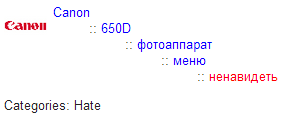 Canon
Canon
:: 650D
:: фотоаппарат
:: меню
:: ненавидеть
Categories: Hate